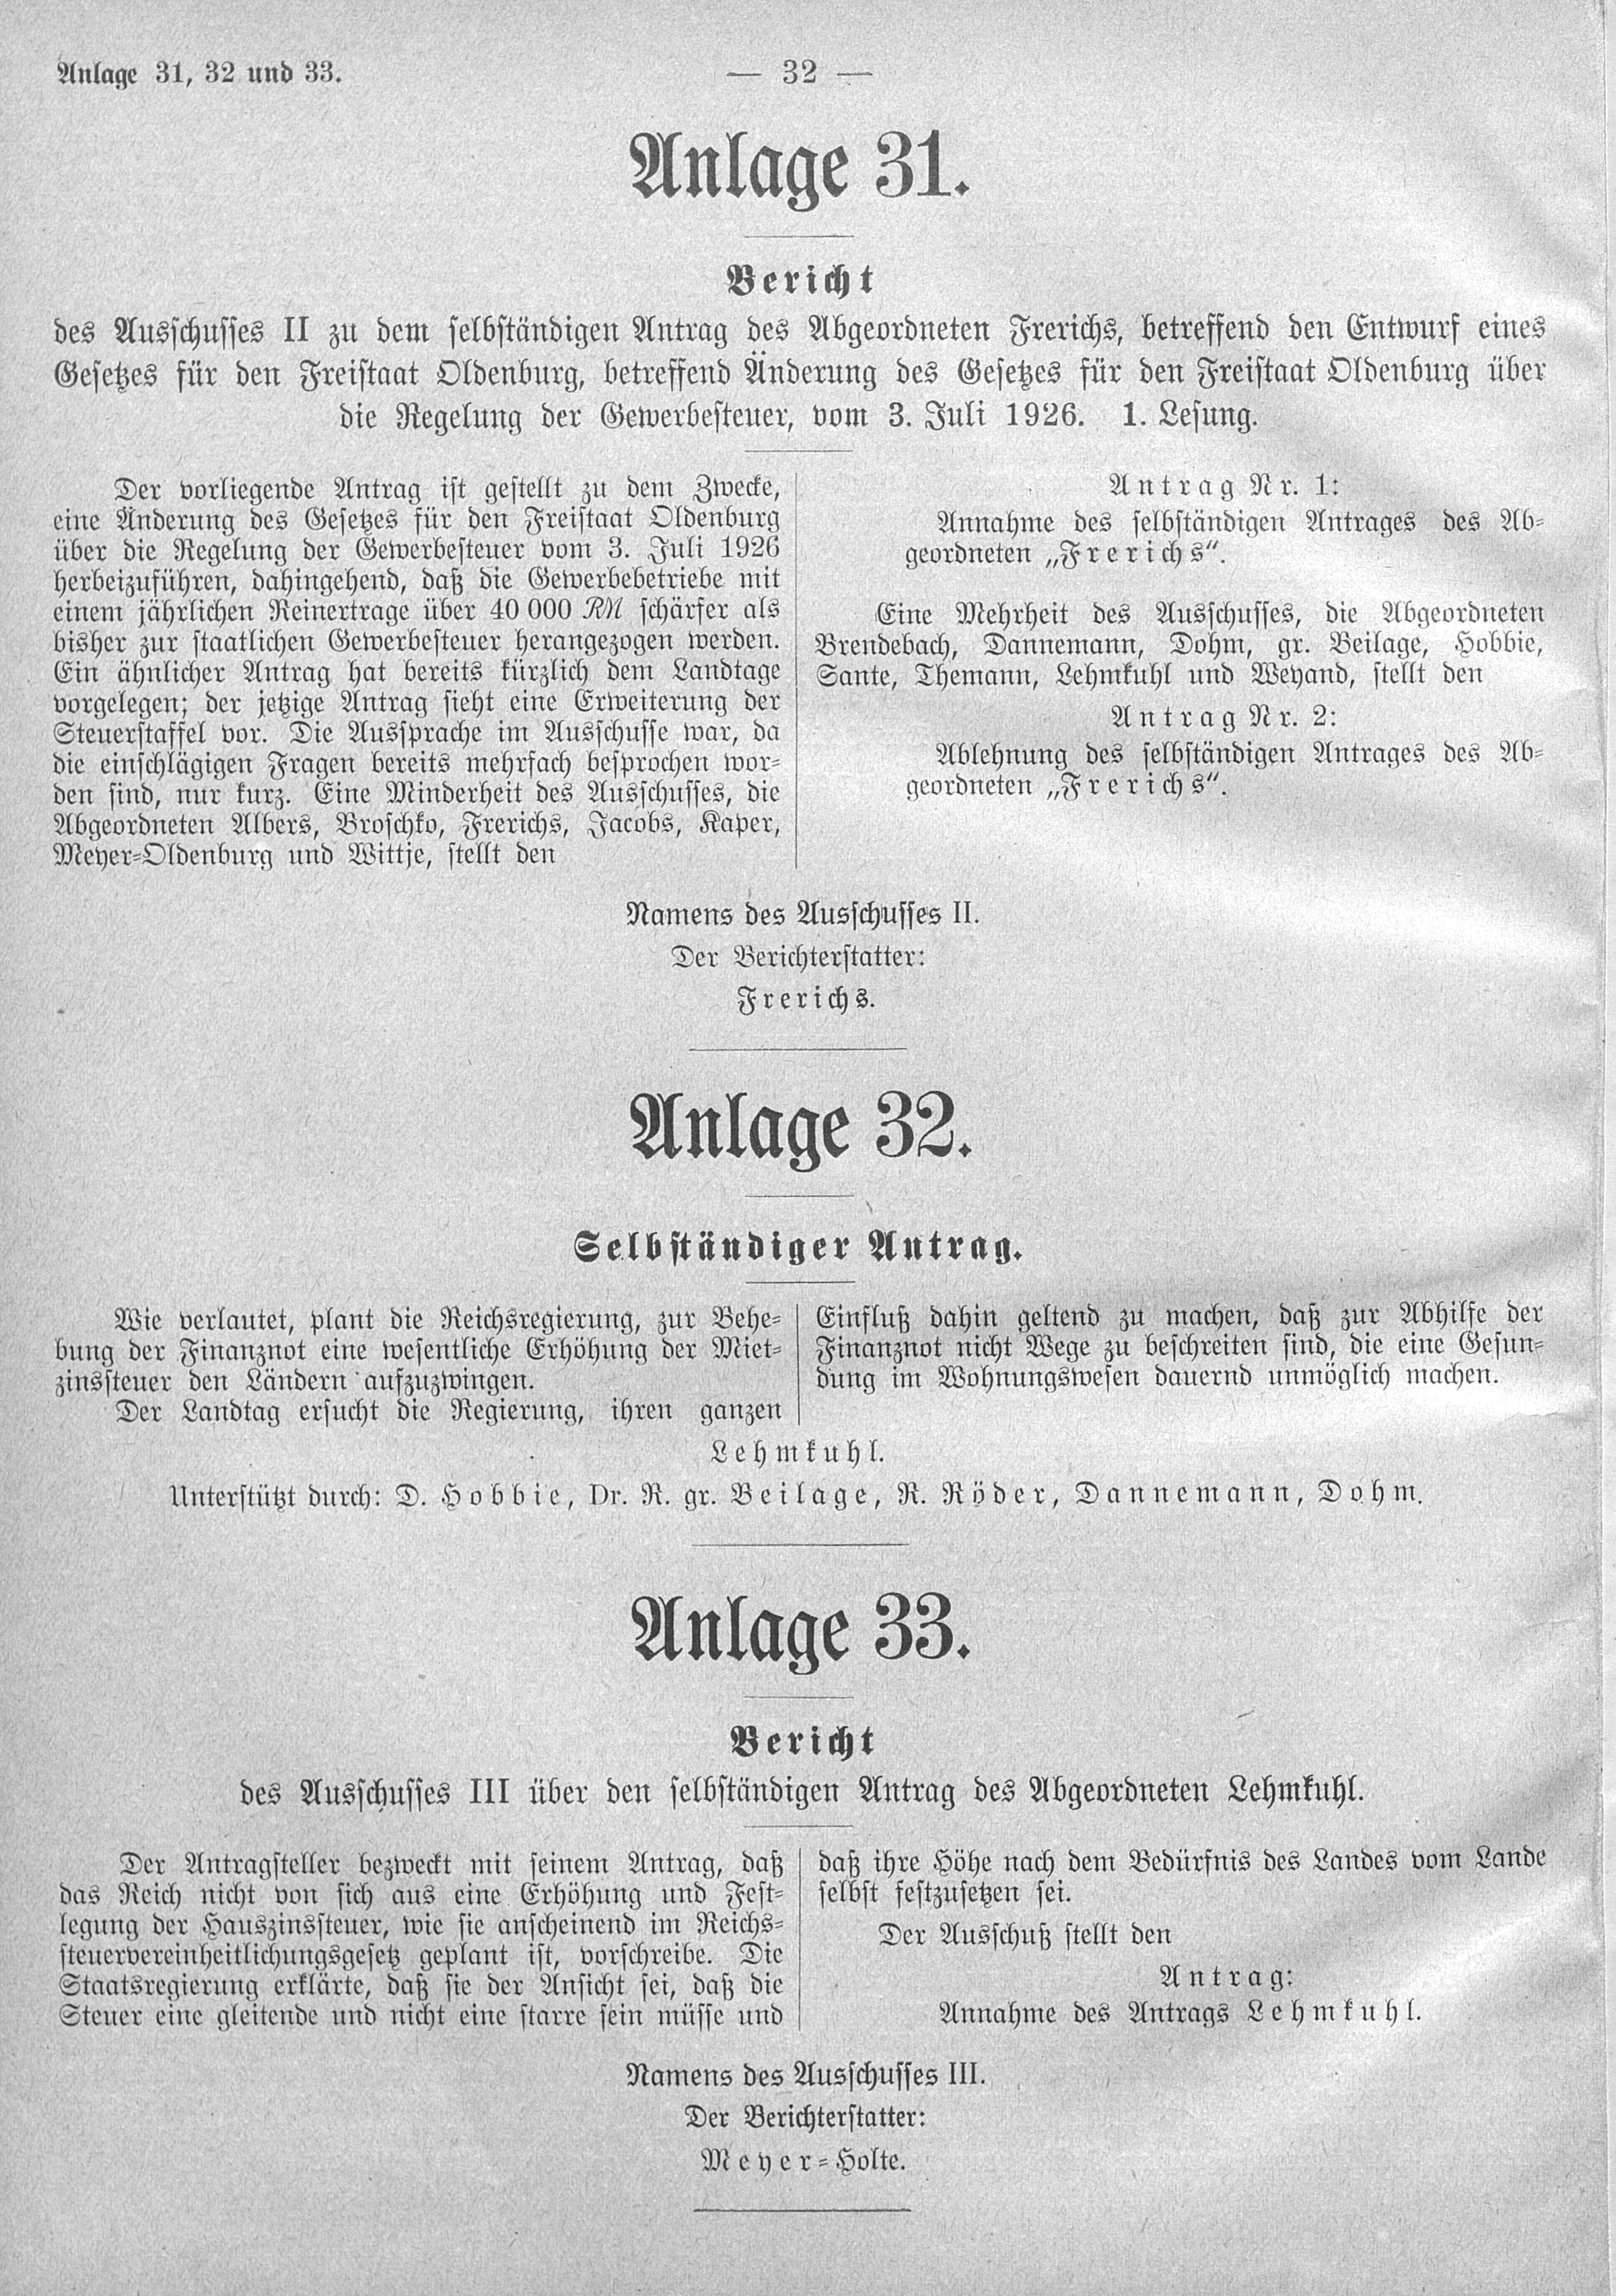 Anlage 31, 32 und 33.
— 32 —
Anlage 31.
Bericht
des Ausschusses II zu dem selbständigen Antrag des Abgeordneten Frerichs, betreffend den Entwurf eines
Gesetzes für den Freistaat Oldenburg, betreffend Änderung des Gesetzes für den Freistaat Oldenburg über
die Regelung der Gewerbesteuer, vom 3. Juli 1926. 1. Lesung.
Der vorliegende Antrag ist gestellt zu dem Zwecke,
eine Änderung des Gesetzes für den Freistaat Oldenburg
über die Regelung der Gewerbesteuer vom 3. Juli 1926
herbeizuführen, dahingehend, daß die Gewerbebetriebe mit
einem jährlichen Reinertrage über 40 000 RM schärfer als
bisher zur staatlichen Gewerbesteuer herangezogen werden.
Ein ähnlicher Antrag hat bereits kürzlich dem Landtage
vorgelegen; der jetzige Antrag sieht eine Erweiterung der
Steuerstaffel vor. Die Aussprache im Ausschusse war, da
die einschlägigen Fragen bereits mehrfach besprochen wor-
den sind, nur kurz. Eine Minderheit des Ausschusses, die
Abgeordneten Albers, Broschko, Frerichs, Jacobs, Kaper,
Meyer-Oldenburg und Wittje, stellt den
Antrag Nr. 1:
Annahme des selbständigen Antrages des Ab-
geordneten „Frerichs“.
Eine Mehrheit des Ausschusses, die Abgeordneten
Brendebach, Dannemann, Dohm, gr. Beilage, Hobbie,
Sante, Themann, Lehmkuhl und Weyand, stellt den
Antrag Nr. 2:
Ablehnung des selbständigen Antrages des Ab-
geordneten „Frerichs“.
Namens des Ausschusses II.
Der Berichterstatter:
Frerichs.
Anlage 32.
Selbständiger Antrag.
Wie verlautet, plant die Reichsregierung, zur Behe-
bung der Finanznot eine wesentliche Erhöhung der Miet-
zinssteuer den Ländern aufzuzwingen.
Der Landtag ersucht die Regierung, ihren ganzen
Einfluß dahin geltend zu machen, daß zur Abhilfe der
Finanznot nicht Wege zu beschreiten sind, die eine Gesun-
dung im Wohnungswesen dauernd unmöglich machen.
Lehmkuhl.
Unterstützt durch: D. Hobbie, Dr. R. gr. Beilage, R. Röder, Dannemann, Dohm.
Anlage 33.
Bericht
des Ausschusses III über den selbständigen Antrag des Abgeordneten Lehmkuhl.
Der Antragsteller bezweckt mit seinem Antrag, daß
das Reich nicht von sich aus eine Erhöhung und Fest-
legung der Hauszinssteuer, wie sie anscheinend im Reichs-
steuervereinheitlichungsgesetz geplant ist, vorschreibe. Die
Staatsregierung erklärte, daß sie der Ansicht sei, daß die
Steuer eine gleitende und nicht eine starre sein müsse und
daß ihre Höhe nach dem Bedürfnis des Landes vom Lande
selbst festzusetzen sei.
Der Ausschuß stellt den
Antrag:
Annahme des Antrags Lehmkuhl.
Namens des Ausschusses III.
Der Berichterstatter:
Meyer-Holte.